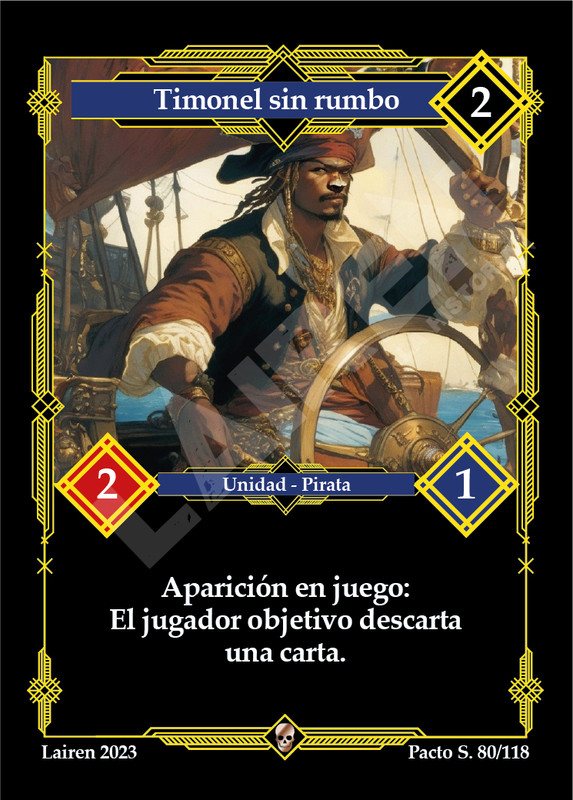 Timonel sin rumbo
2
2
Unidad - Pirata
1
Aparición en juego:
El jugador objetivo descarta
una carta.
Lairen 2023
Pacto S. 80/118